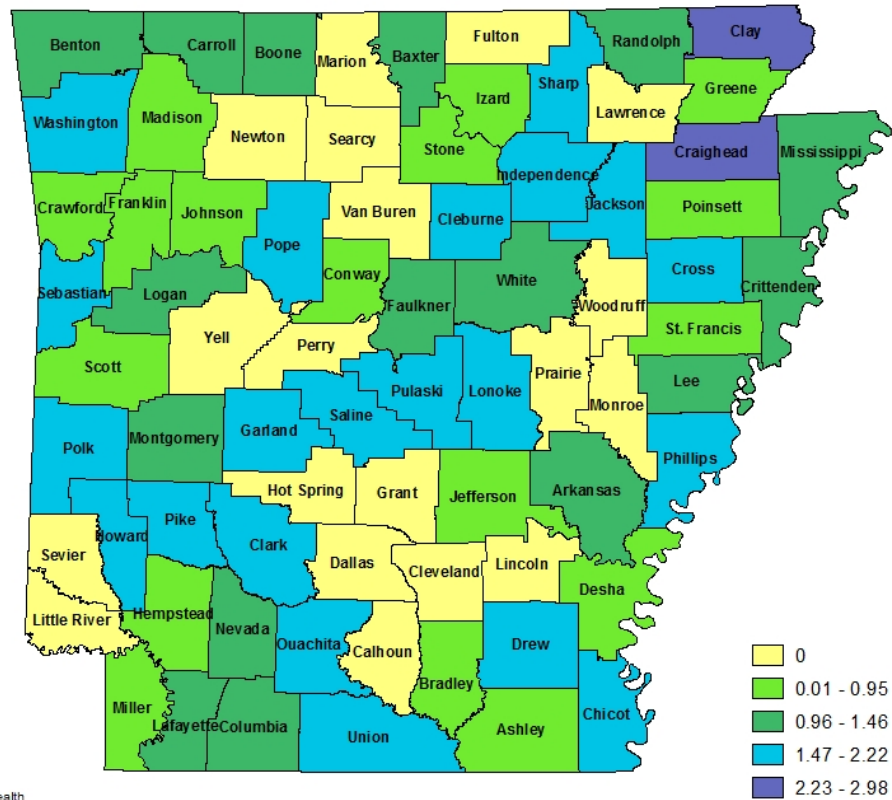 Benton
Carroll
Boone
Marion
Baxter
Fulton
Randolph
Clay
Washington
Madison
Newton
Searcy
Stone
Izard
Sharp
Lawrence
Greene
Crawford
Franklin
Johnson
Pope
Van Buren
Cleburne
Independence
Jackson
Craighead
Mississippi
Poinsett
Sebastian
Logan
Conway
Faulkner
White
Woodruff
Cross
Crittenden
Scott
Yell
Perry
Pulaski
Lonoke
Prairie
Monroe
St. Francis
Lee
Polk
Montgomery
Garland
Saline
Phillips
Hot Spring
Grant
Jefferson
Arkansas
Sevier
Howard
Pike
Clark
Dallas
Cleveland
Lincoln
Desha
Little River
Hempstead
Nevada
Ouachita
Calhoun
Bradley
Drew
Miller
Lafayette
Columbia
Union
Ashley
Chicot
0
0.01 - 0.95
0.96 - 1.46
1.47 - 2.22
2.23 - 2.98